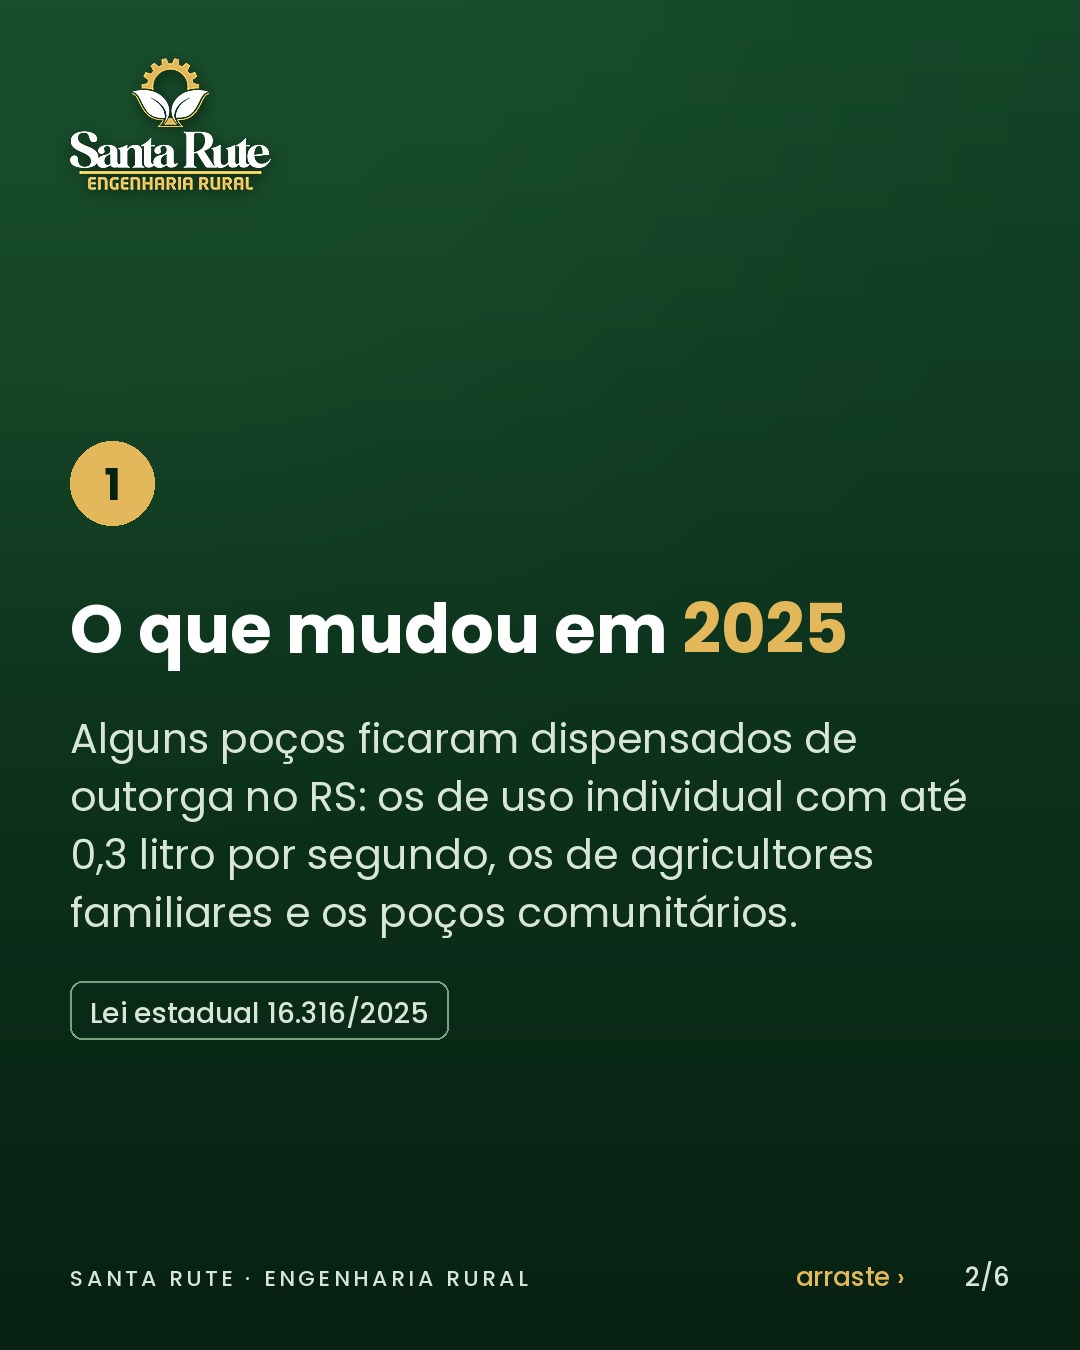 Santa Rute
ENGENHARIA RURAL
1
O que mudou em 2025
Alguns poços ficaram dispensados de
outorga no RS: os de uso individual com até
0,3 litro por segundo, os de agricultores
familiares e os poços comunitários.
Lei estadual 16.316/2025
SANTA RUTE · ENGENHARIA RURAL
arraste ›
2/6